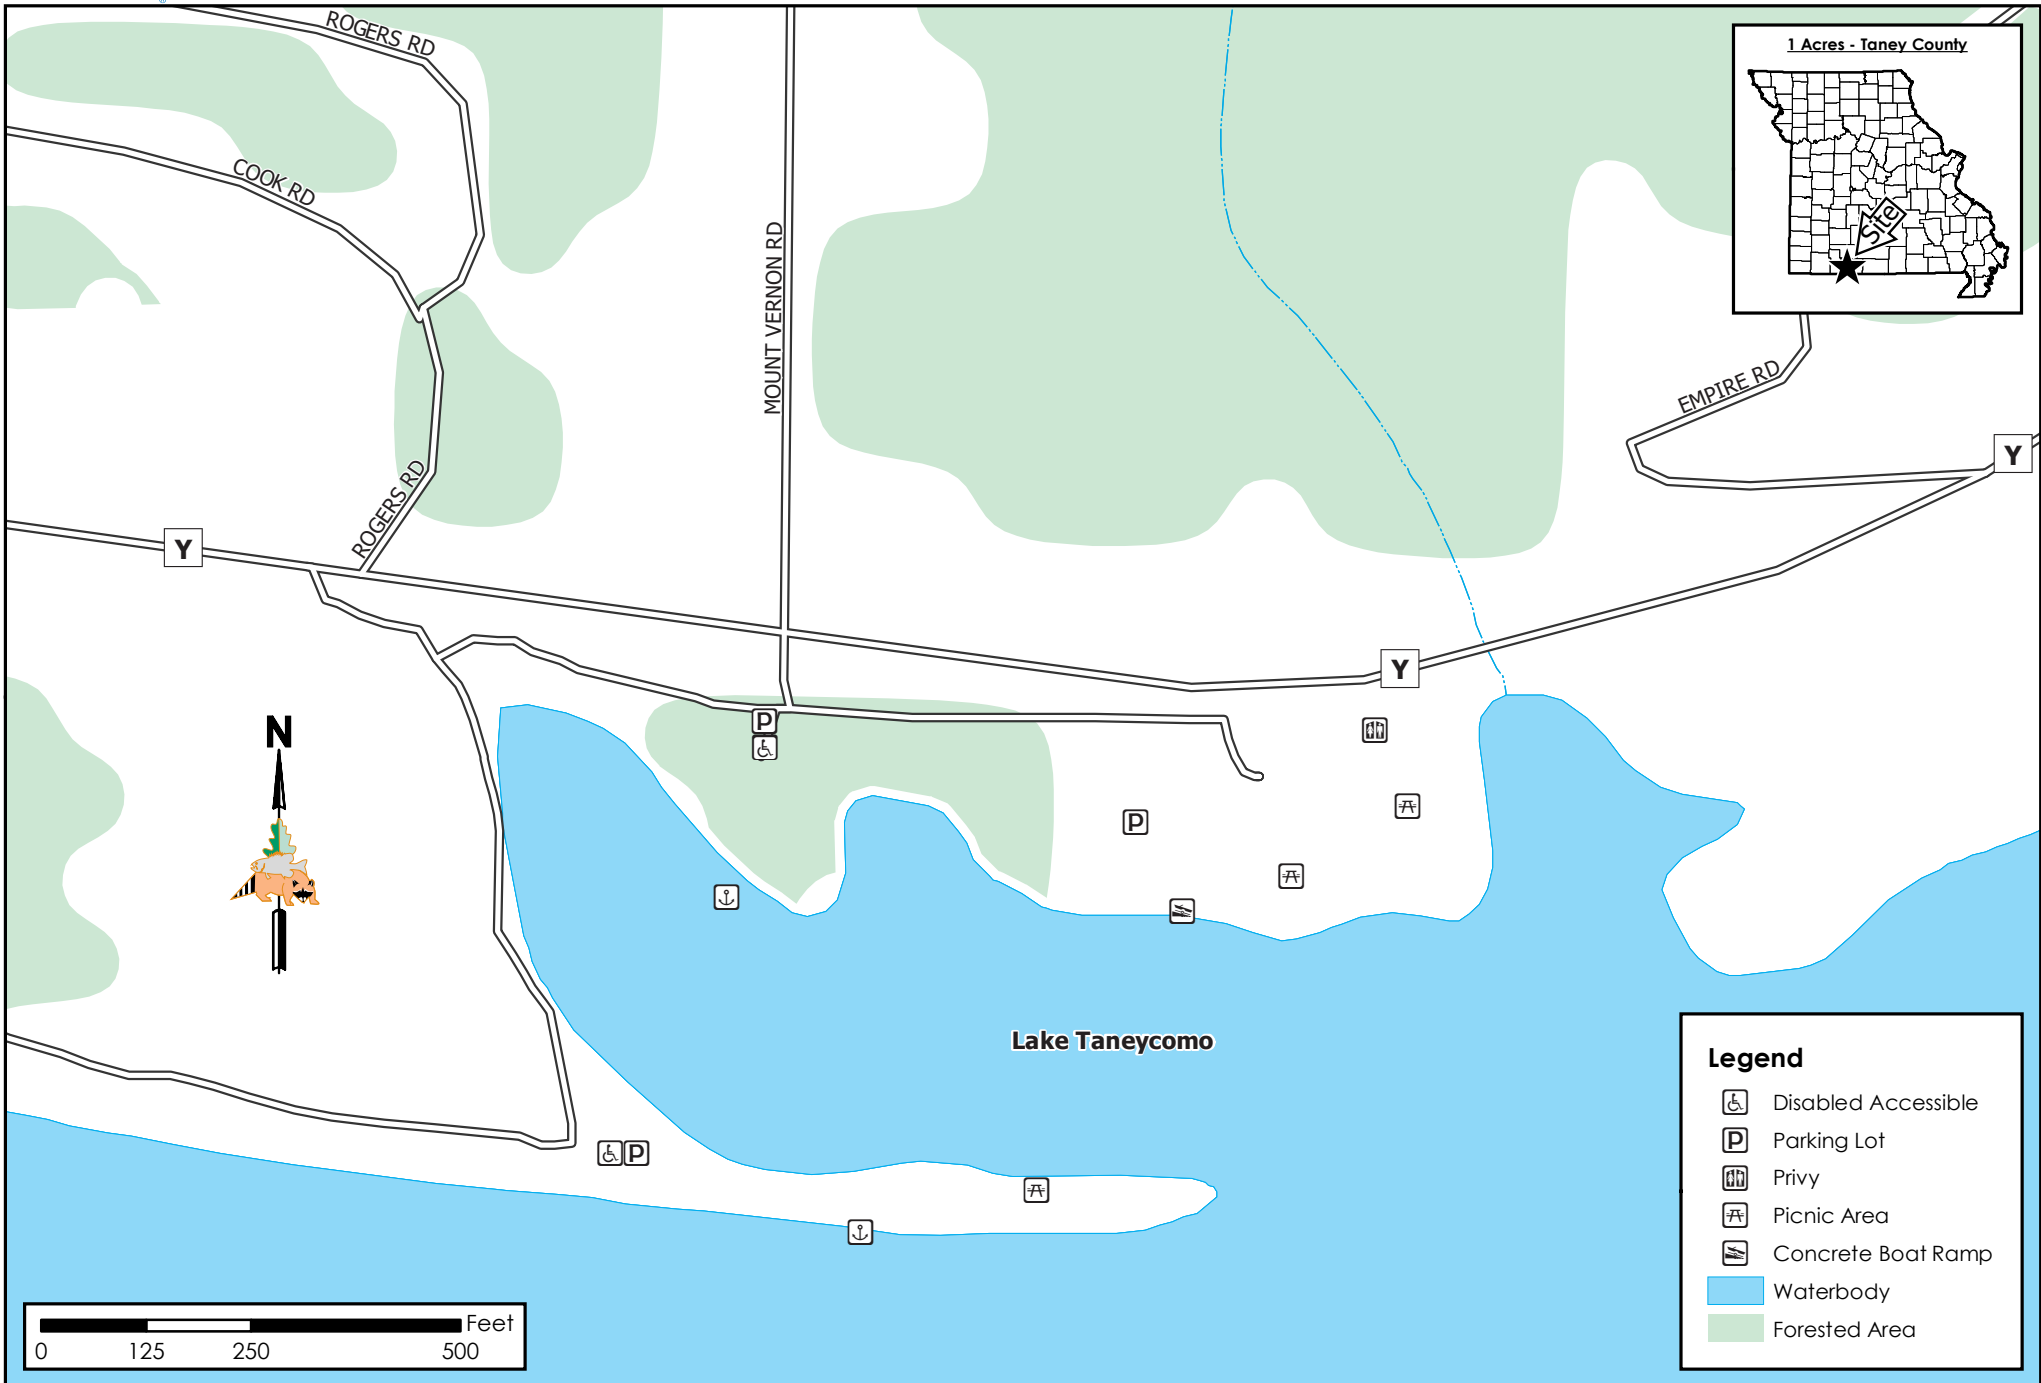 ROGERS RD
1 Acres - Taney County
COOK RD
Site
MOUNT VERNON RD
EMPIRE RD
Y
ROGERS RD
Y
Y
P
N
P
Lake Taneycomo
P
Legend
Disabled Accessible
P Parking Lot
Privy
Picnic Area
Concrete Boat Ramp
Waterbody
Forested Area
Feet
0 125 250 500